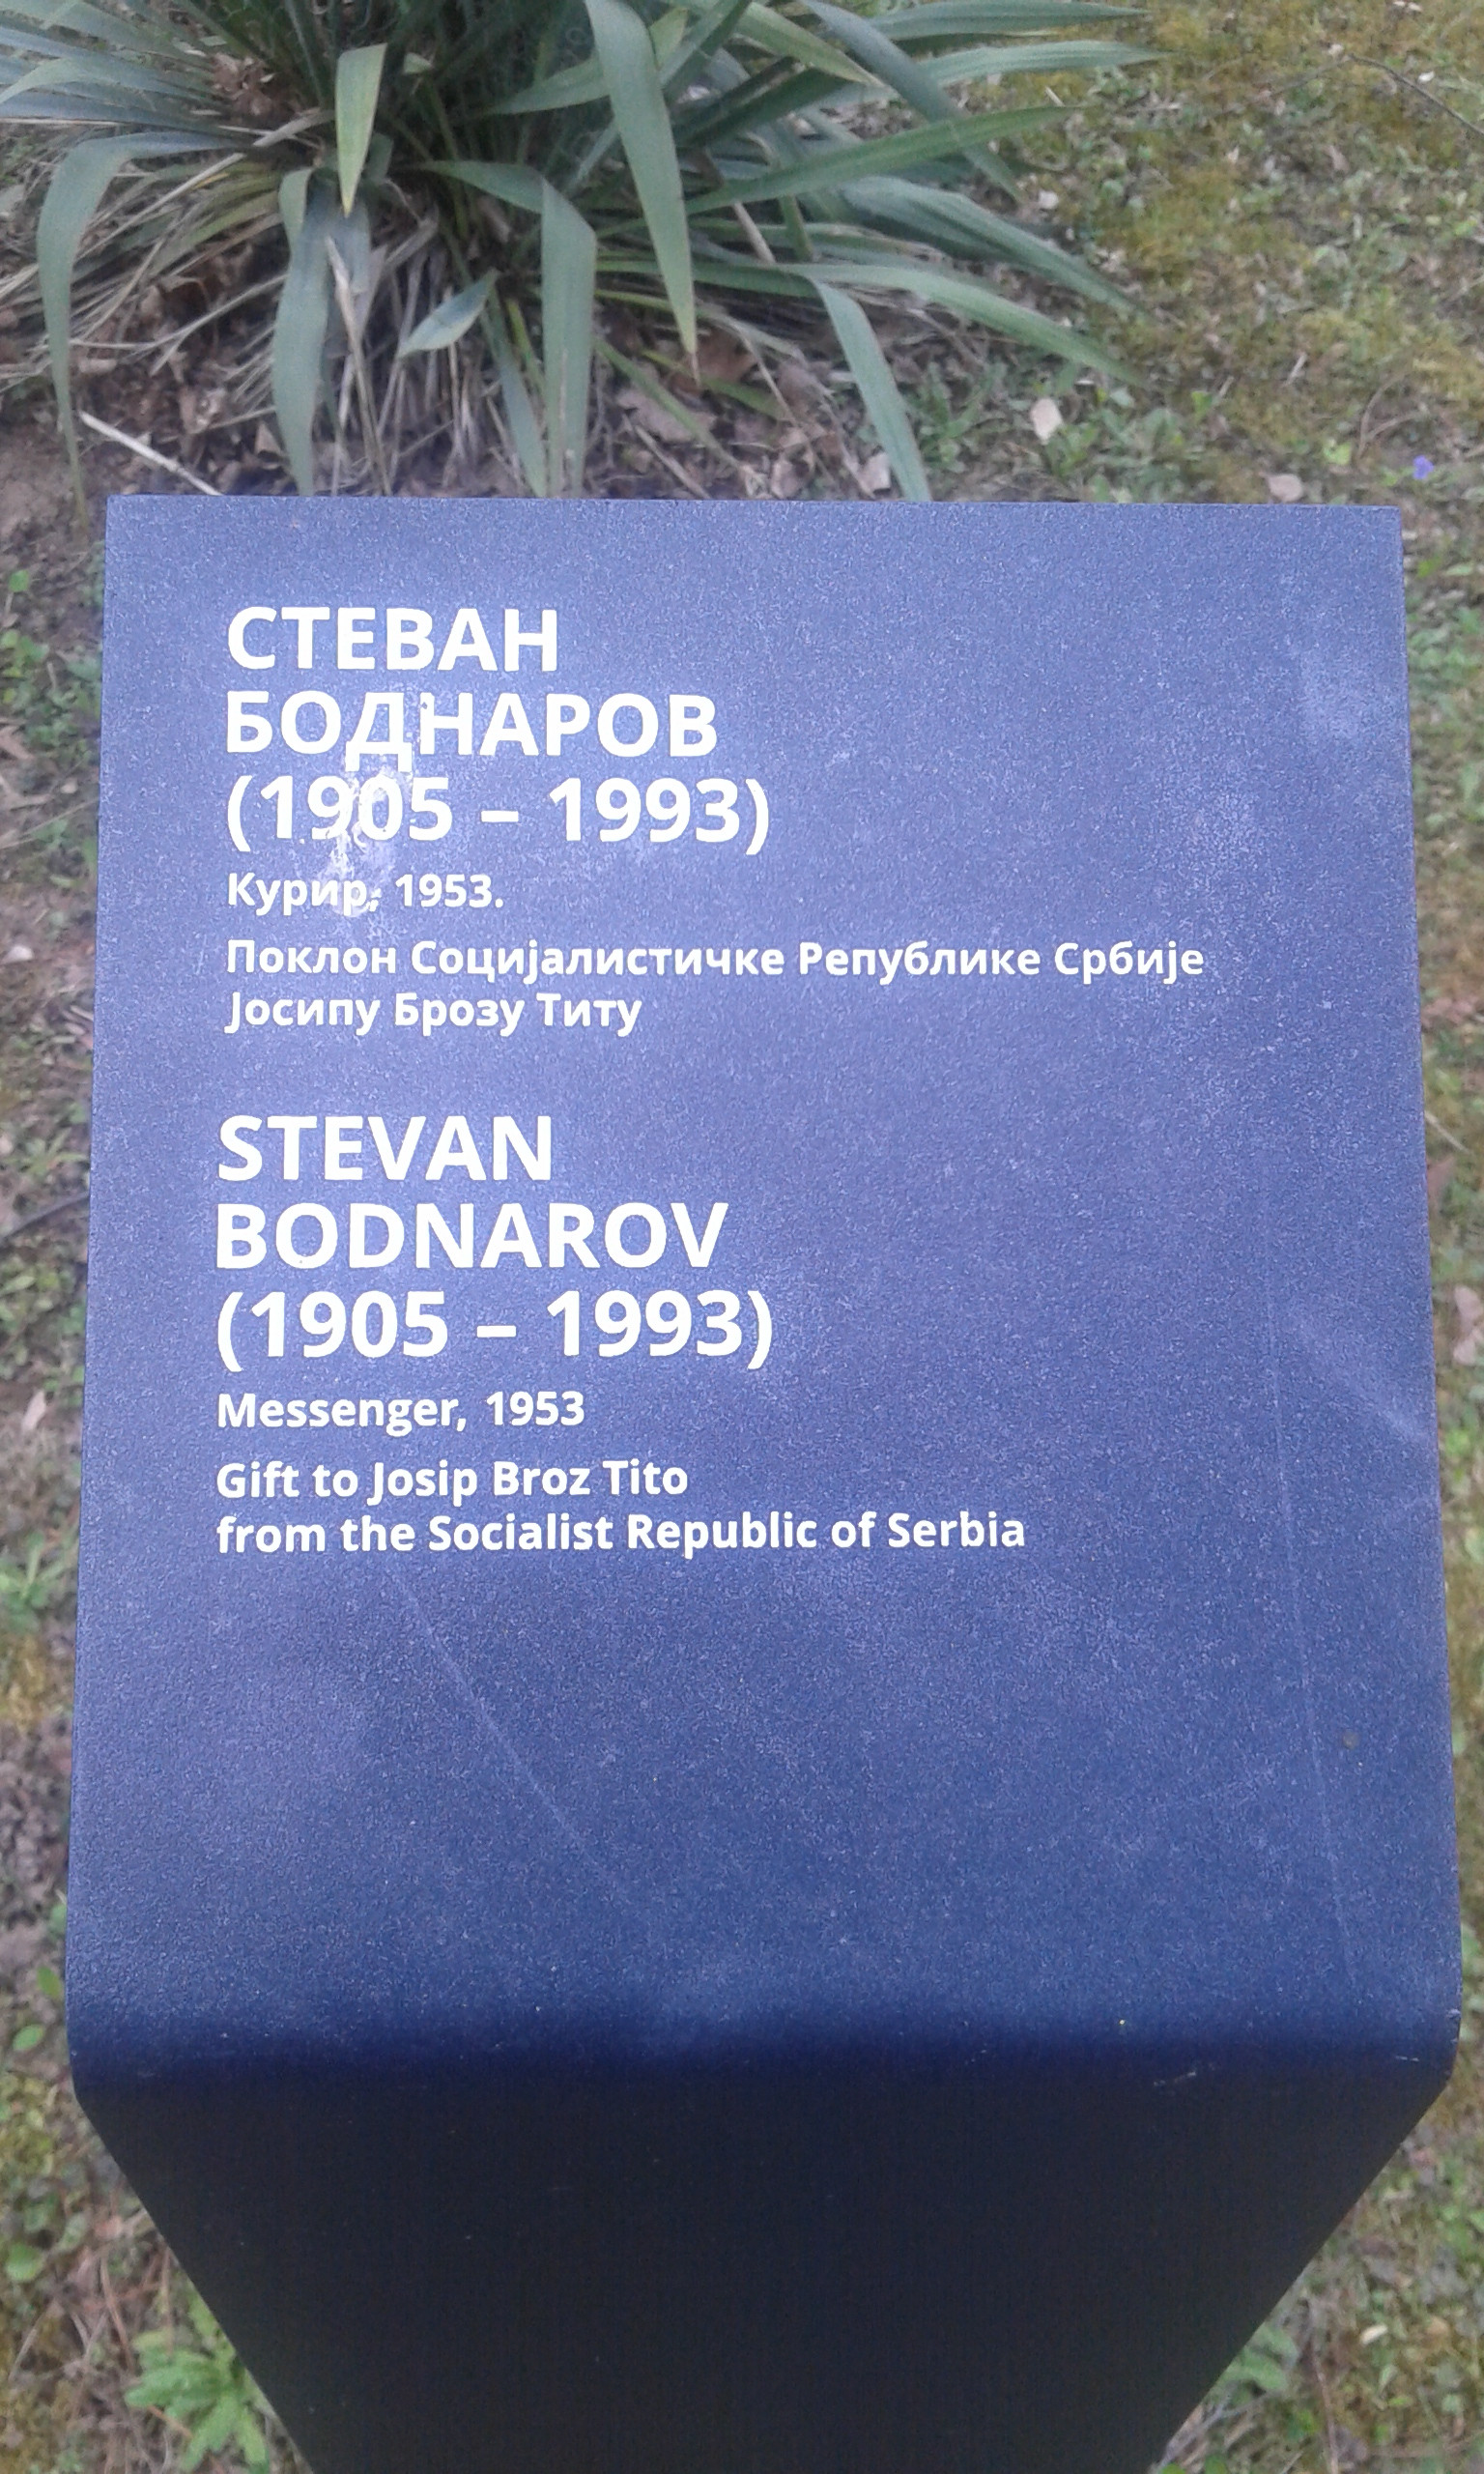 СТЕВАН
БОДНАРОВ
(1905 – 1993)
Курир, 1953.
Поклон Социјалистичке Републике Србије
Јосипу Брозу Титу
STEVAN
BODNAROV
(1905 – 1993)
Messenger, 1953
Gift to Josip Broz Tito
from the Socialist Republic of Serbia